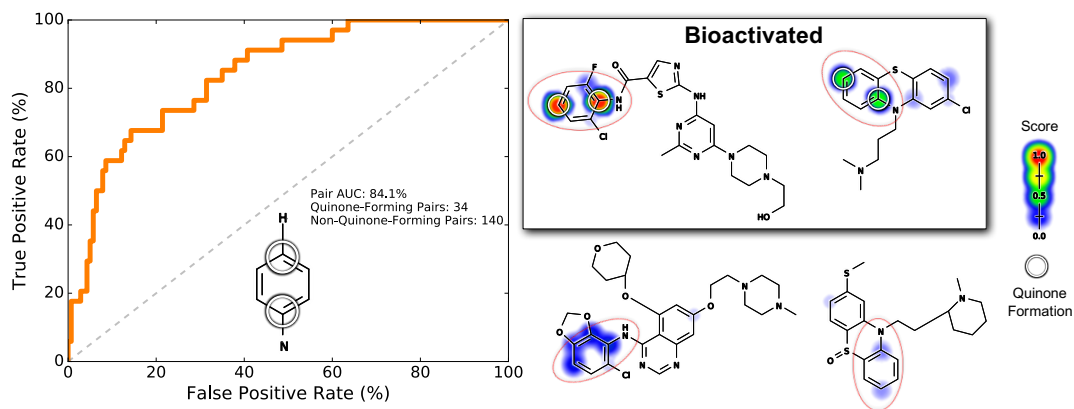 100
80
60
40
20
0
True Positive Rate (%)
0
20
40
60
80
100
False Positive Rate (%)
Pair AUC: 84.1%
Quinone-Forming Pairs: 34
Non-Quinone-Forming Pairs: 140
H
N
Bioactivated
F
O
N
H
Cl
S
N
NH
N
N
N
N
HO
S
N
Cl
N
O
O
O
N
N
O
O
H
N
Cl
N
N
S
N
N
S
O
Score
1.0
0.5
0.0
Quinone
Formation